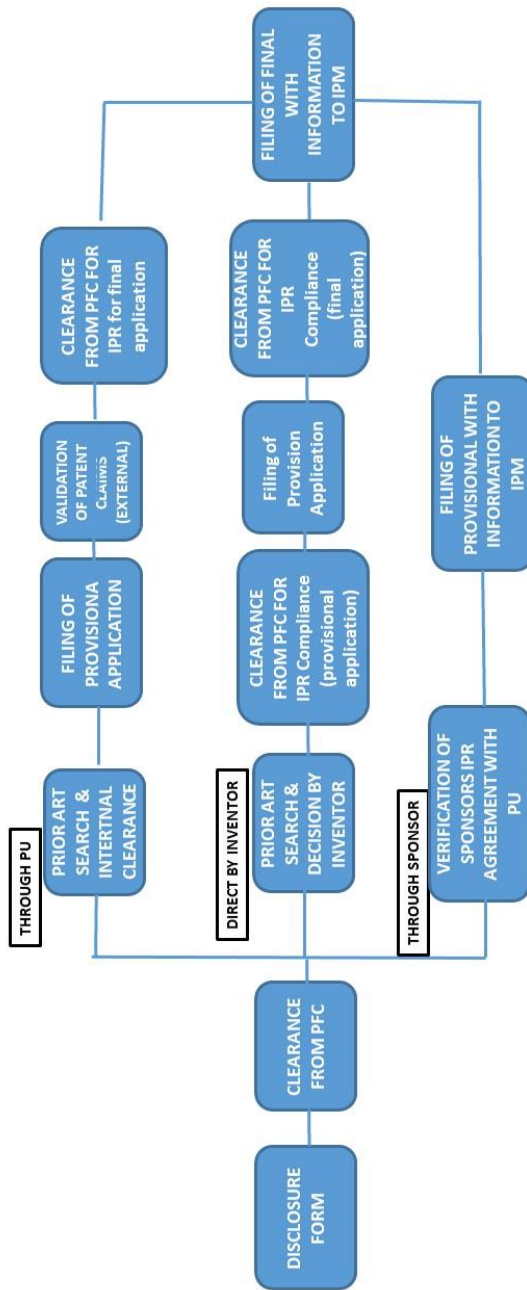 DISCLOSURE
FORM
CLEARANCE
FROM PFC
THROUGH PU
PRIOR ART
SEARCH &
INTERTNAL
CLEARANCE
FILING OF
PROVISIONA
APPLICATION
VALIDATION
OF PATENT
CLAIMS
(EXTERNAL)
CLEARANCE
FROM PFC FOR
IPR for final
application
DIRECT BY INVENTOR
PRIOR ART
SEARCH &
DECISION BY
INVENTOR
CLEARANCE
FROM PFC FOR
IPR Compliance
(provisional
application)
Filing of
Provision
Application
CLEARANCE
FROM PFC FOR
IPR
Compliance
(final
application)
THROUGH SPONSOR
VERIFICATION OF
SPONSORS IPR
AGREEMENT WITH
PU
FILING OF
PROVISIONAL WITH
INFORMATION TO
IPM
FILING OF FINAL
WITH
INFORMATION
TO IPM